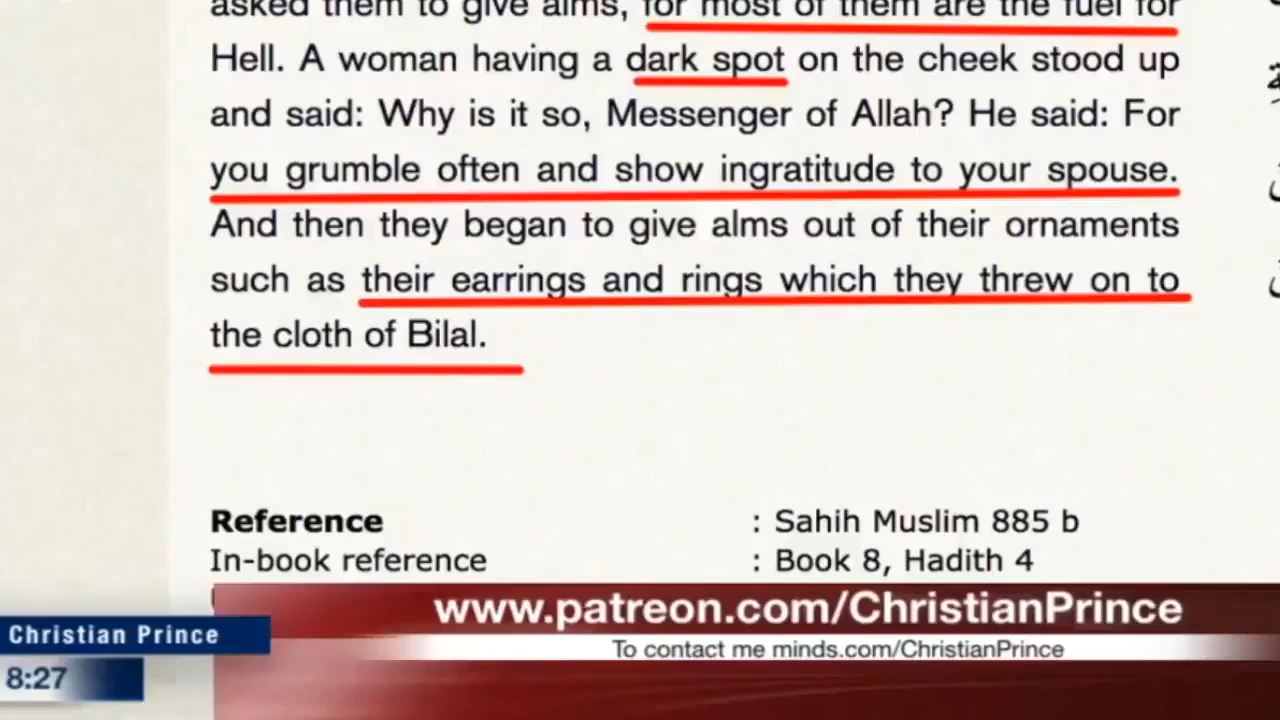 asked them to give alms, for most of them are the fuel for
Hell. A woman having a dark spot on the cheek stood up
and said: Why is it so, Messenger of Allah? He said: For
you grumble often and show ingratitude to your spouse.
And then they began to give alms out of their ornaments
such as their earrings and rings which they threw on to
the cloth of Bilal.
Reference : Sahih Muslim 885 b
In-book reference : Book 8, Hadith 4
www.patreon.com/ChristianPrince
Christian Prince
To contact me minds.com/ChristianPrince
8:27